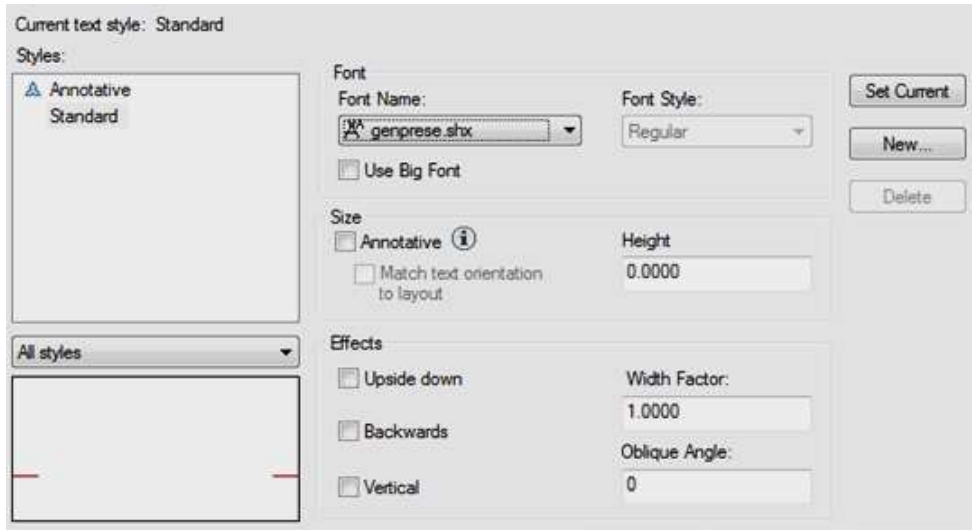 Current text style: Standard
Styles:
Annotative
Standard
All styles
Font
Font Name:
genprese.shx
Use Big Font
Font Style:
Regular
Size
Annotative
Match text orientation
to layout
Height
0.0000
Effects
Upside down
Backwards
Vertical
Width Factor:
1.0000
Oblique Angle:
0
Set Current
New...
Delete